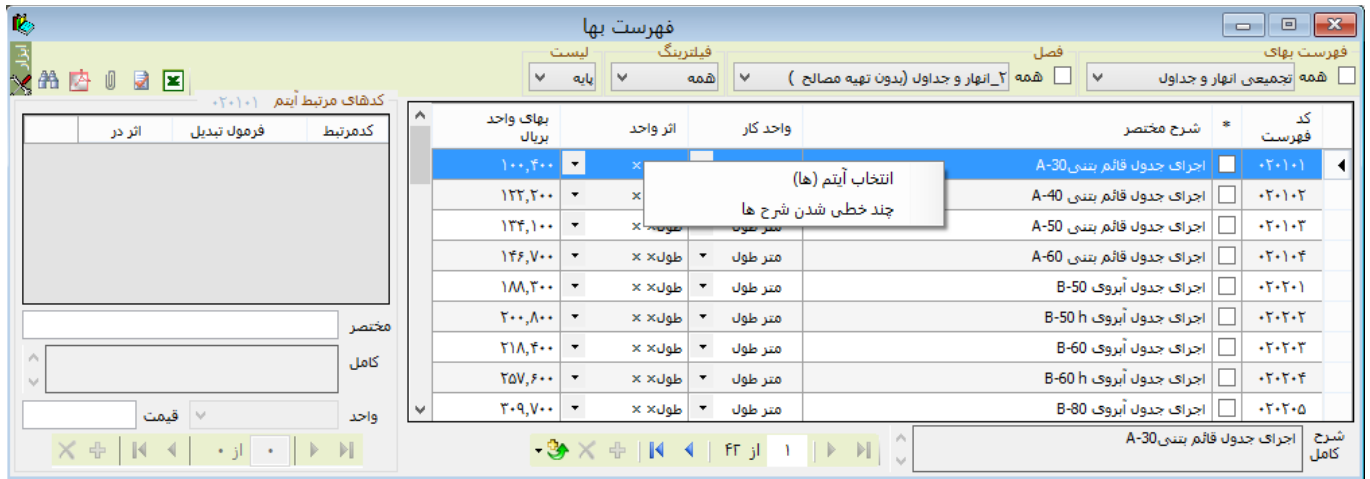 فهرست بها
فهرست بهای
همه تجمیعی انهار و جداول
فصل
همه ۲_انهار و جداول (بدون تهیه مصالح )
فیلترینگ
همه
لیست
پایه
ابزار
کد فهرست * شرح مختصر واحد کار اثر واحد بهای واحد بریال
۰۲۰۱۰۱ اجرای جدول قائم بتنی30-A × ۱۰۰,۴۰۰
۰۲۰۱۰۲ اجرای جدول قائم بتنی 40-A × ۱۲۲,۲۰۰
۰۲۰۱۰۳ اجرای جدول قائم بتنی 50-A متر طول طول× × ۱۳۴,۱۰۰
۰۲۰۱۰۴ اجرای جدول قائم بتنی 60-A متر طول طول× × ۱۴۶,۷۰۰
۰۲۰۲۰۱ اجرای جدول آبروی B-50 متر طول طول× × ۱۸۸,۳۰۰
۰۲۰۲۰۲ اجرای جدول آبروی B-50 h متر طول طول× × ۲۰۰,۸۰۰
۰۲۰۲۰۳ اجرای جدول آبروی B-60 متر طول طول× × ۲۱۸,۴۰۰
۰۲۰۲۰۴ اجرای جدول آبروی B-60 h متر طول طول× × ۲۵۷,۶۰۰
۰۲۰۲۰۵ اجرای جدول آبروی B-80 متر طول طول× × ۳۰۹,۷۰۰
انتخاب آیتم (ها)
چند خطی شدن شرح ها
شرح کامل
اجرای جدول قائم بتنی30-A
۱ از ۴۲
کدهای مرتبط آیتم ۰۲۰۱۰۱
کدمرتبط فرمول تبدیل اثر در
مختصر
کامل
واحد قیمت
۰ از ۰